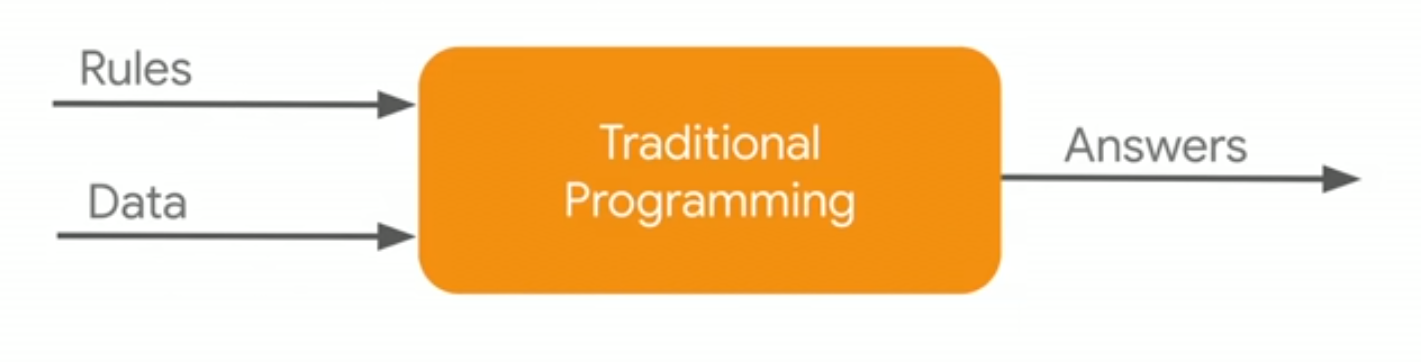 Rules
Data
Traditional
Programming
Answers